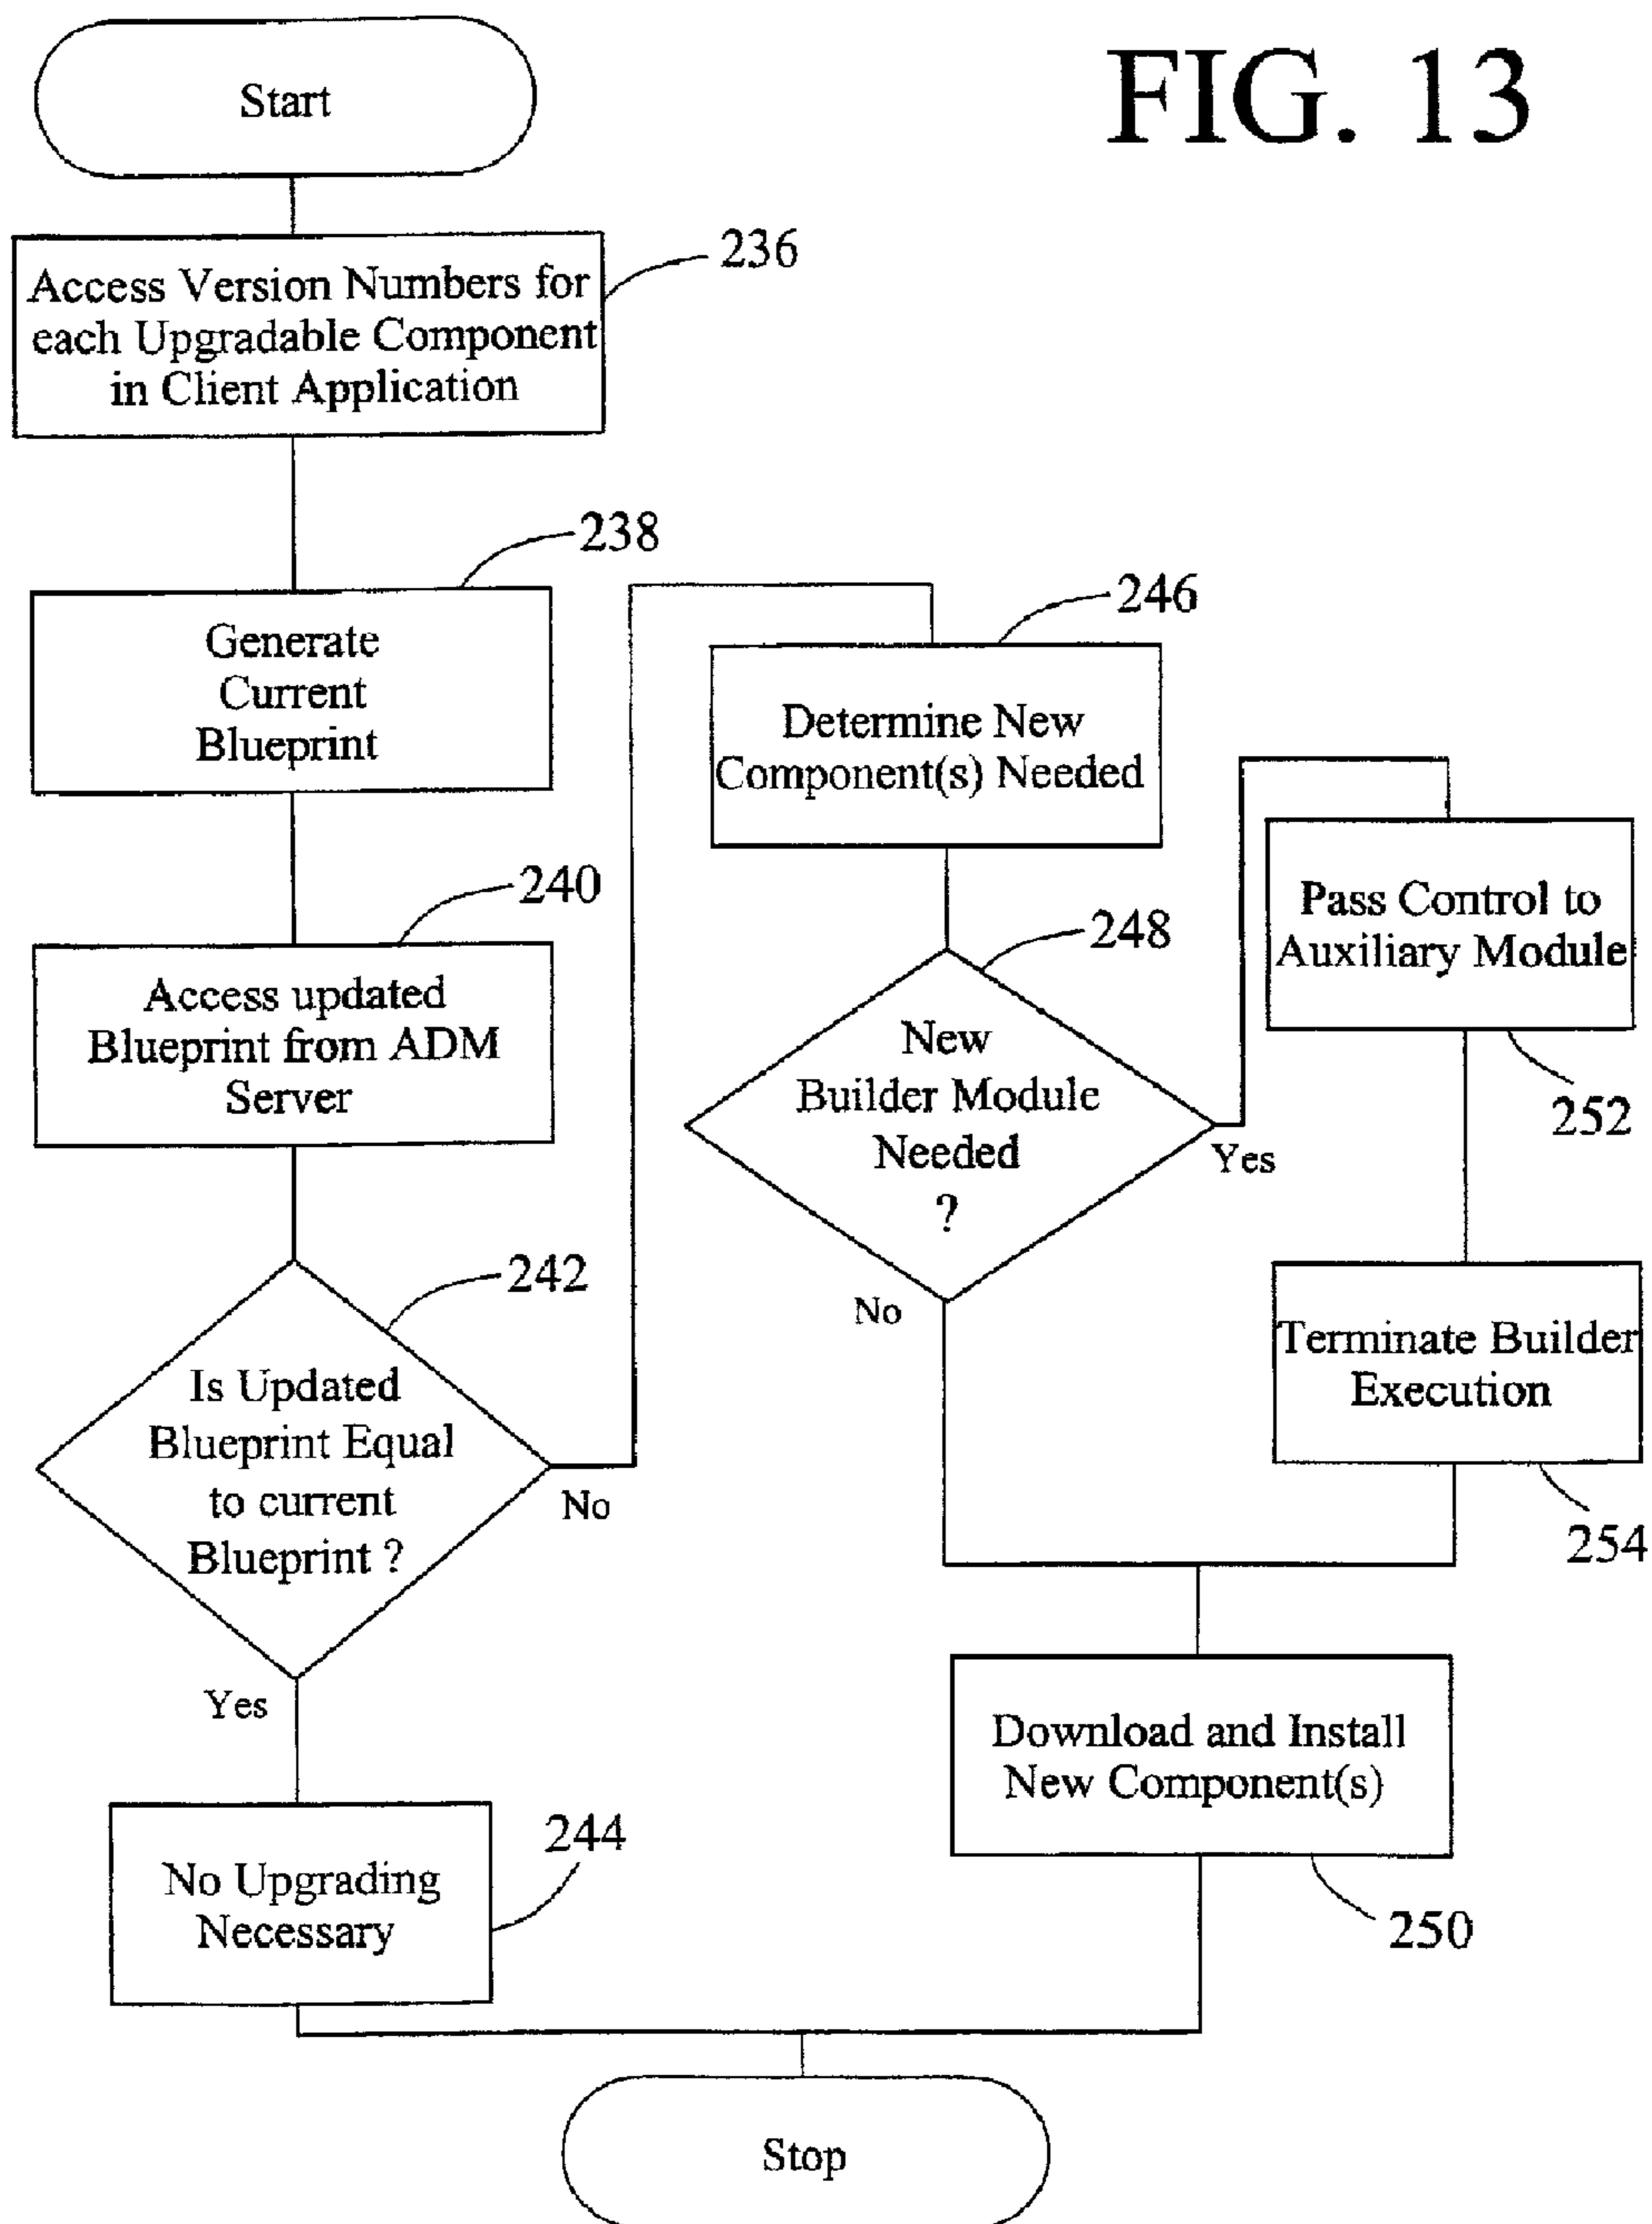 FIG. 13
Start
236
Access Version Numbers for
each Upgradable Component
in Client Application
238
Generate
Current
Blueprint
240
Access updated
Blueprint from ADM
Server
242
Is Updated
Blueprint Equal
to current
Blueprint ?
No
Yes
244
No Upgrading
Necessary
246
Determine New
Component(s) Needed
248
New
Builder Module
Needed
?
Yes
No
Pass Control to
Auxiliary Module
252
Terminate Builder
Execution
254
Download and Install
New Component(s)
250
Stop